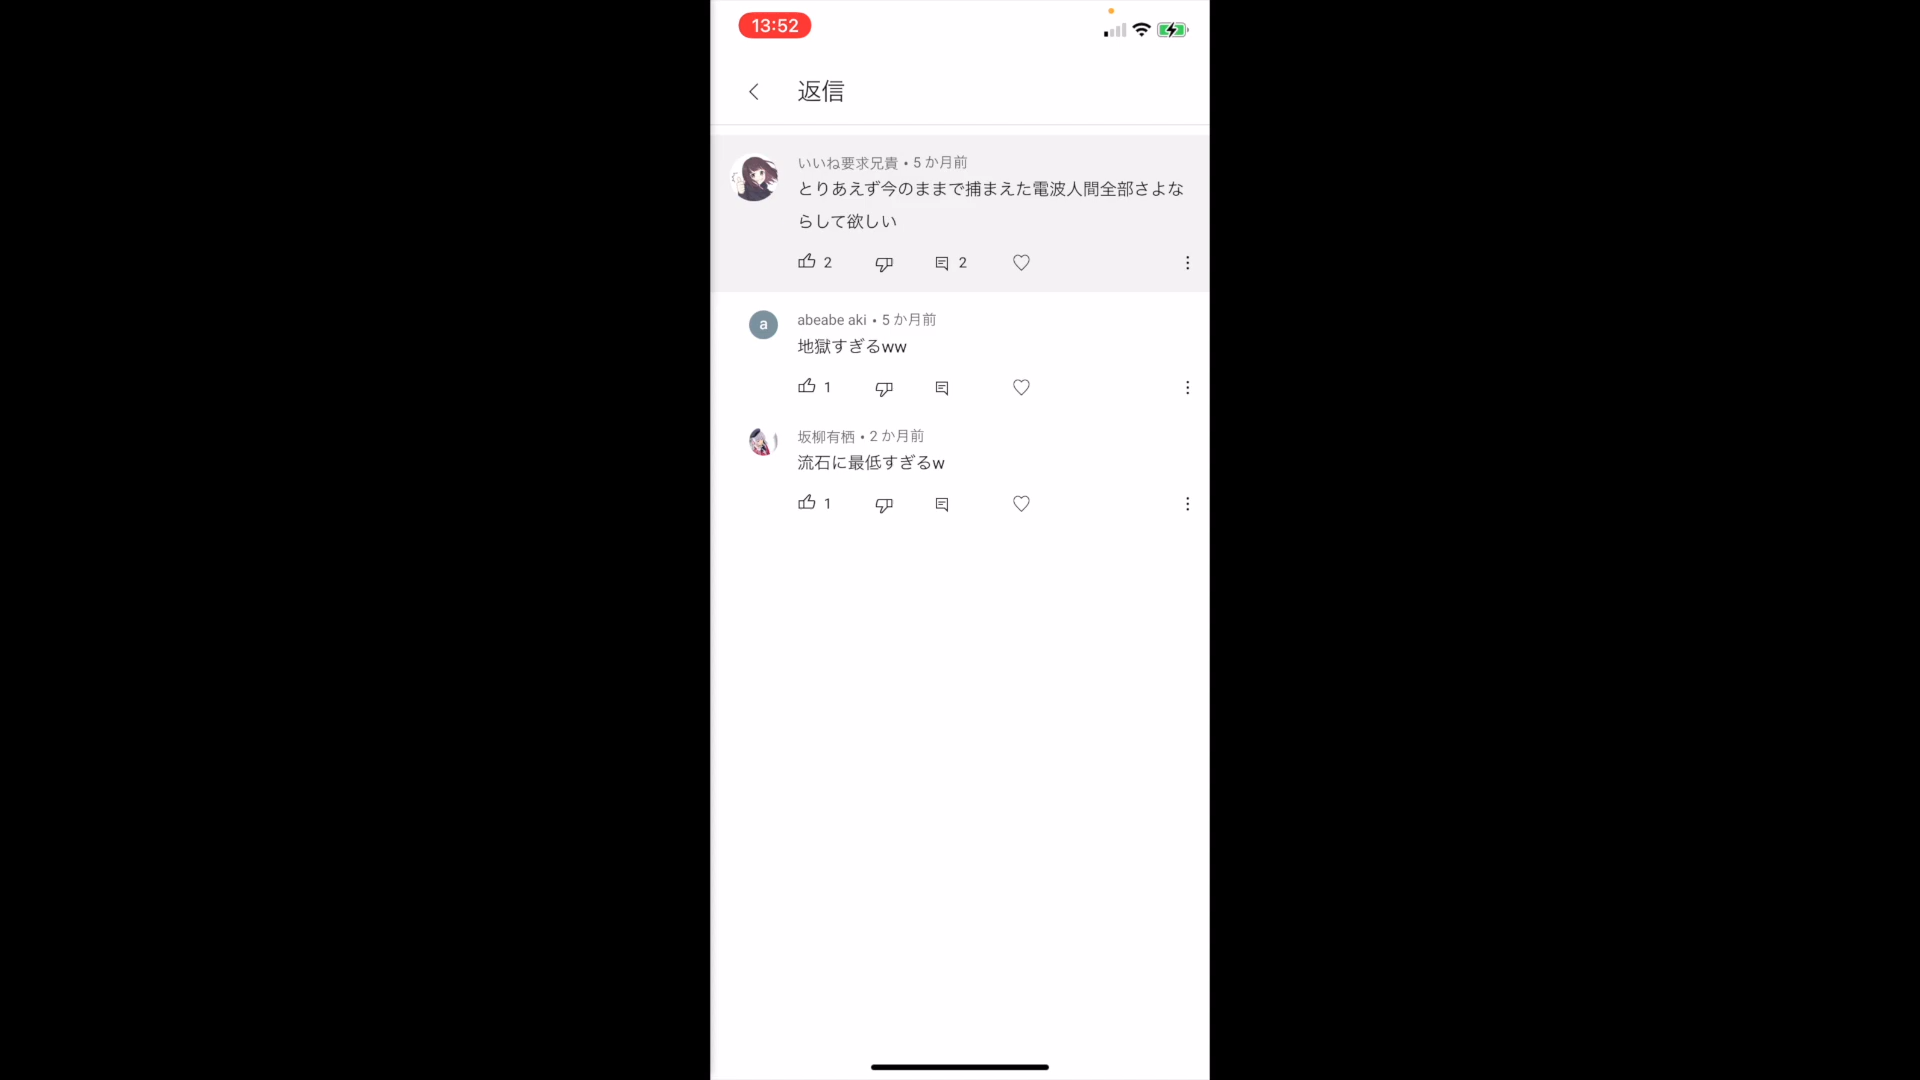 13:52
返信
いいね要求兄貴 • 5 か月前
とりあえず今のままで捕まえた電波人間全部さよな
らして欲しい
2 2
a
abeabe aki • 5 か月前
地獄すぎるww
1
坂柳有栖 • 2 か月前
流石に最低すぎるw
1